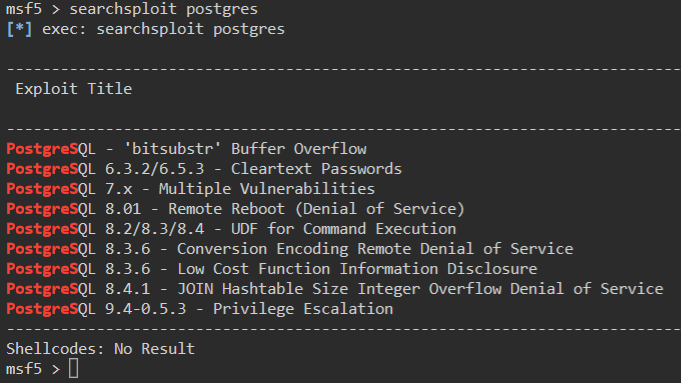 msf5 > searchsploit postgres
[*] exec: searchsploit postgres
--------------------------------------------------------------------------
Exploit Title
--------------------------------------------------------------------------
PostgreSQL - 'bitsubstr' Buffer Overflow
PostgreSQL 6.3.2/6.5.3 - Cleartext Passwords
PostgreSQL 7.x - Multiple Vulnerabilities
PostgreSQL 8.01 - Remote Reboot (Denial of Service)
PostgreSQL 8.2/8.3/8.4 - UDF for Command Execution
PostgreSQL 8.3.6 - Conversion Encoding Remote Denial of Service
PostgreSQL 8.3.6 - Low Cost Function Information Disclosure
PostgreSQL 8.4.1 - JOIN Hashtable Size Integer Overflow Denial of Service
PostgreSQL 9.4-0.5.3 - Privilege Escalation
--------------------------------------------------------------------------
Shellcodes: No Result
msf5 >